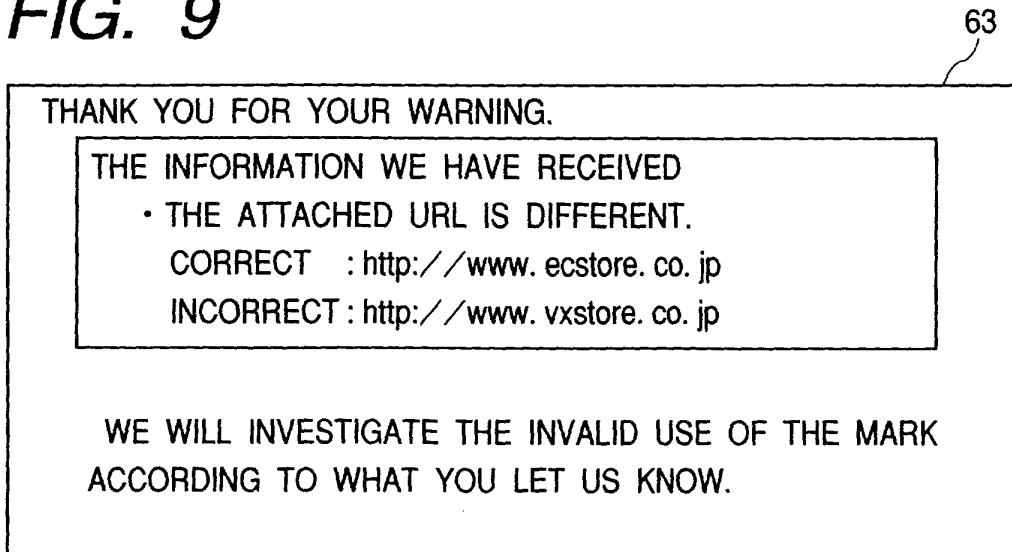 FIG. 9
63
THANK YOU FOR YOUR WARNING.
THE INFORMATION WE HAVE RECEIVED
· THE ATTACHED URL IS DIFFERENT.
CORRECT : http://www. ecstore. co. jp
INCORRECT : http://www. vxstore. co. jp
WE WILL INVESTIGATE THE INVALID USE OF THE MARK
ACCORDING TO WHAT YOU LET US KNOW.